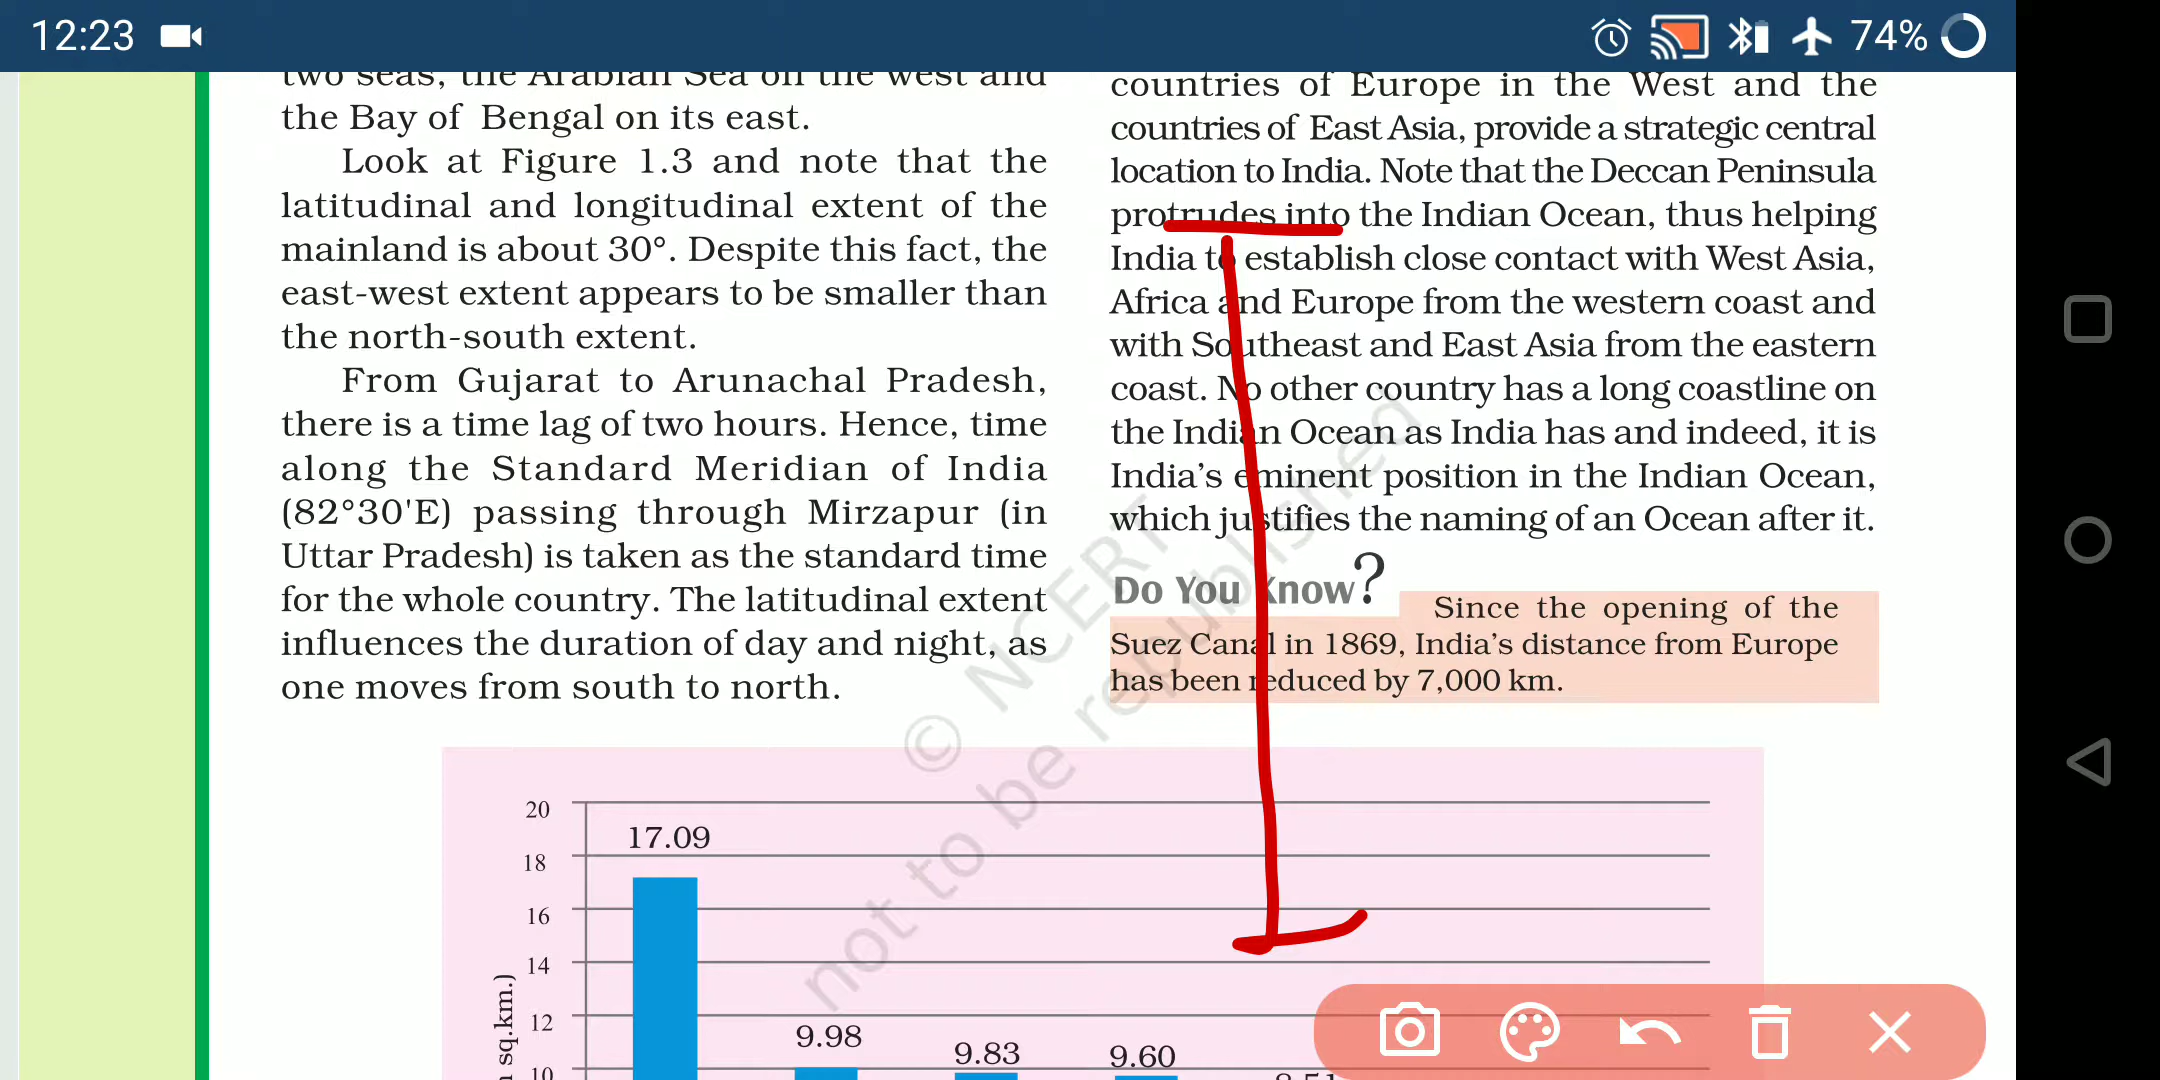 12:23
74%
two seas, the Arabian Sea on the west and
the Bay of Bengal on its east.
Look at Figure 1.3 and note that the
latitudinal and longitudinal extent of the
mainland is about 30°. Despite this fact, the
east-west extent appears to be smaller than
the north-south extent.
From Gujarat to Arunachal Pradesh,
there is a time lag of two hours. Hence, time
along the Standard Meridian of India
(82°30'E) passing through Mirzapur (in
Uttar Pradesh) is taken as the standard time
for the whole country. The latitudinal extent
influences the duration of day and night, as
one moves from south to north.
countries of Europe in the West and the
countries of East Asia, provide a strategic central
location to India. Note that the Deccan Peninsula
protrudes into the Indian Ocean, thus helping
India to establish close contact with West Asia,
Africa and Europe from the western coast and
with Southeast and East Asia from the eastern
coast. No other country has a long coastline on
the Indian Ocean as India has and indeed, it is
India's eminent position in the Indian Ocean,
which justifies the naming of an Ocean after it.
Do You Know?
Since the opening of the
Suez Canal in 1869, India's distance from Europe
has been reduced by 7,000 km.
© NCERT
not to be republished
20
18
16
14
12
10
sq.km.)
17.09
9.98
9.83
9.60